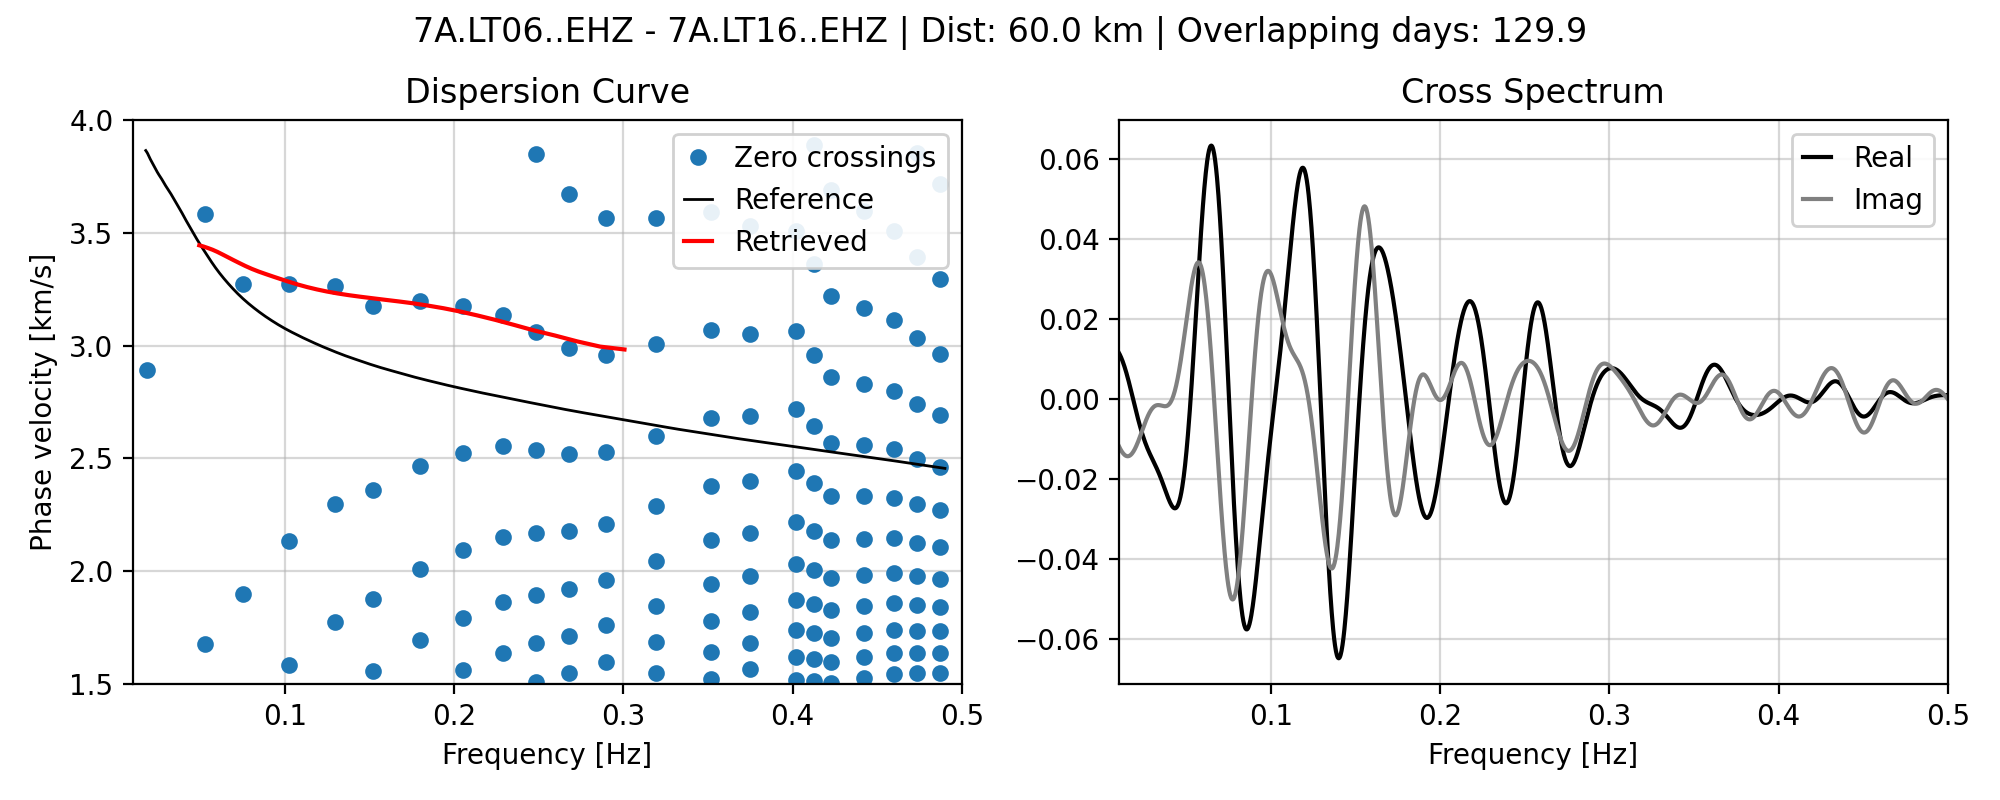 7A.LT06..EHZ - 7A.LT16..EHZ | Dist: 60.0 km | Overlapping days: 129.9
Dispersion Curve
Zero crossings
Reference
Retrieved
4.0
3.5
3.0
2.5
2.0
1.5
Phase velocity [km/s]
0.1
0.2
0.3
0.4
0.5
Frequency [Hz]
Cross Spectrum
Real
Imag
0.06
0.04
0.02
0.00
−0.02
−0.04
−0.06
0.1
0.2
0.3
0.4
0.5
Frequency [Hz]